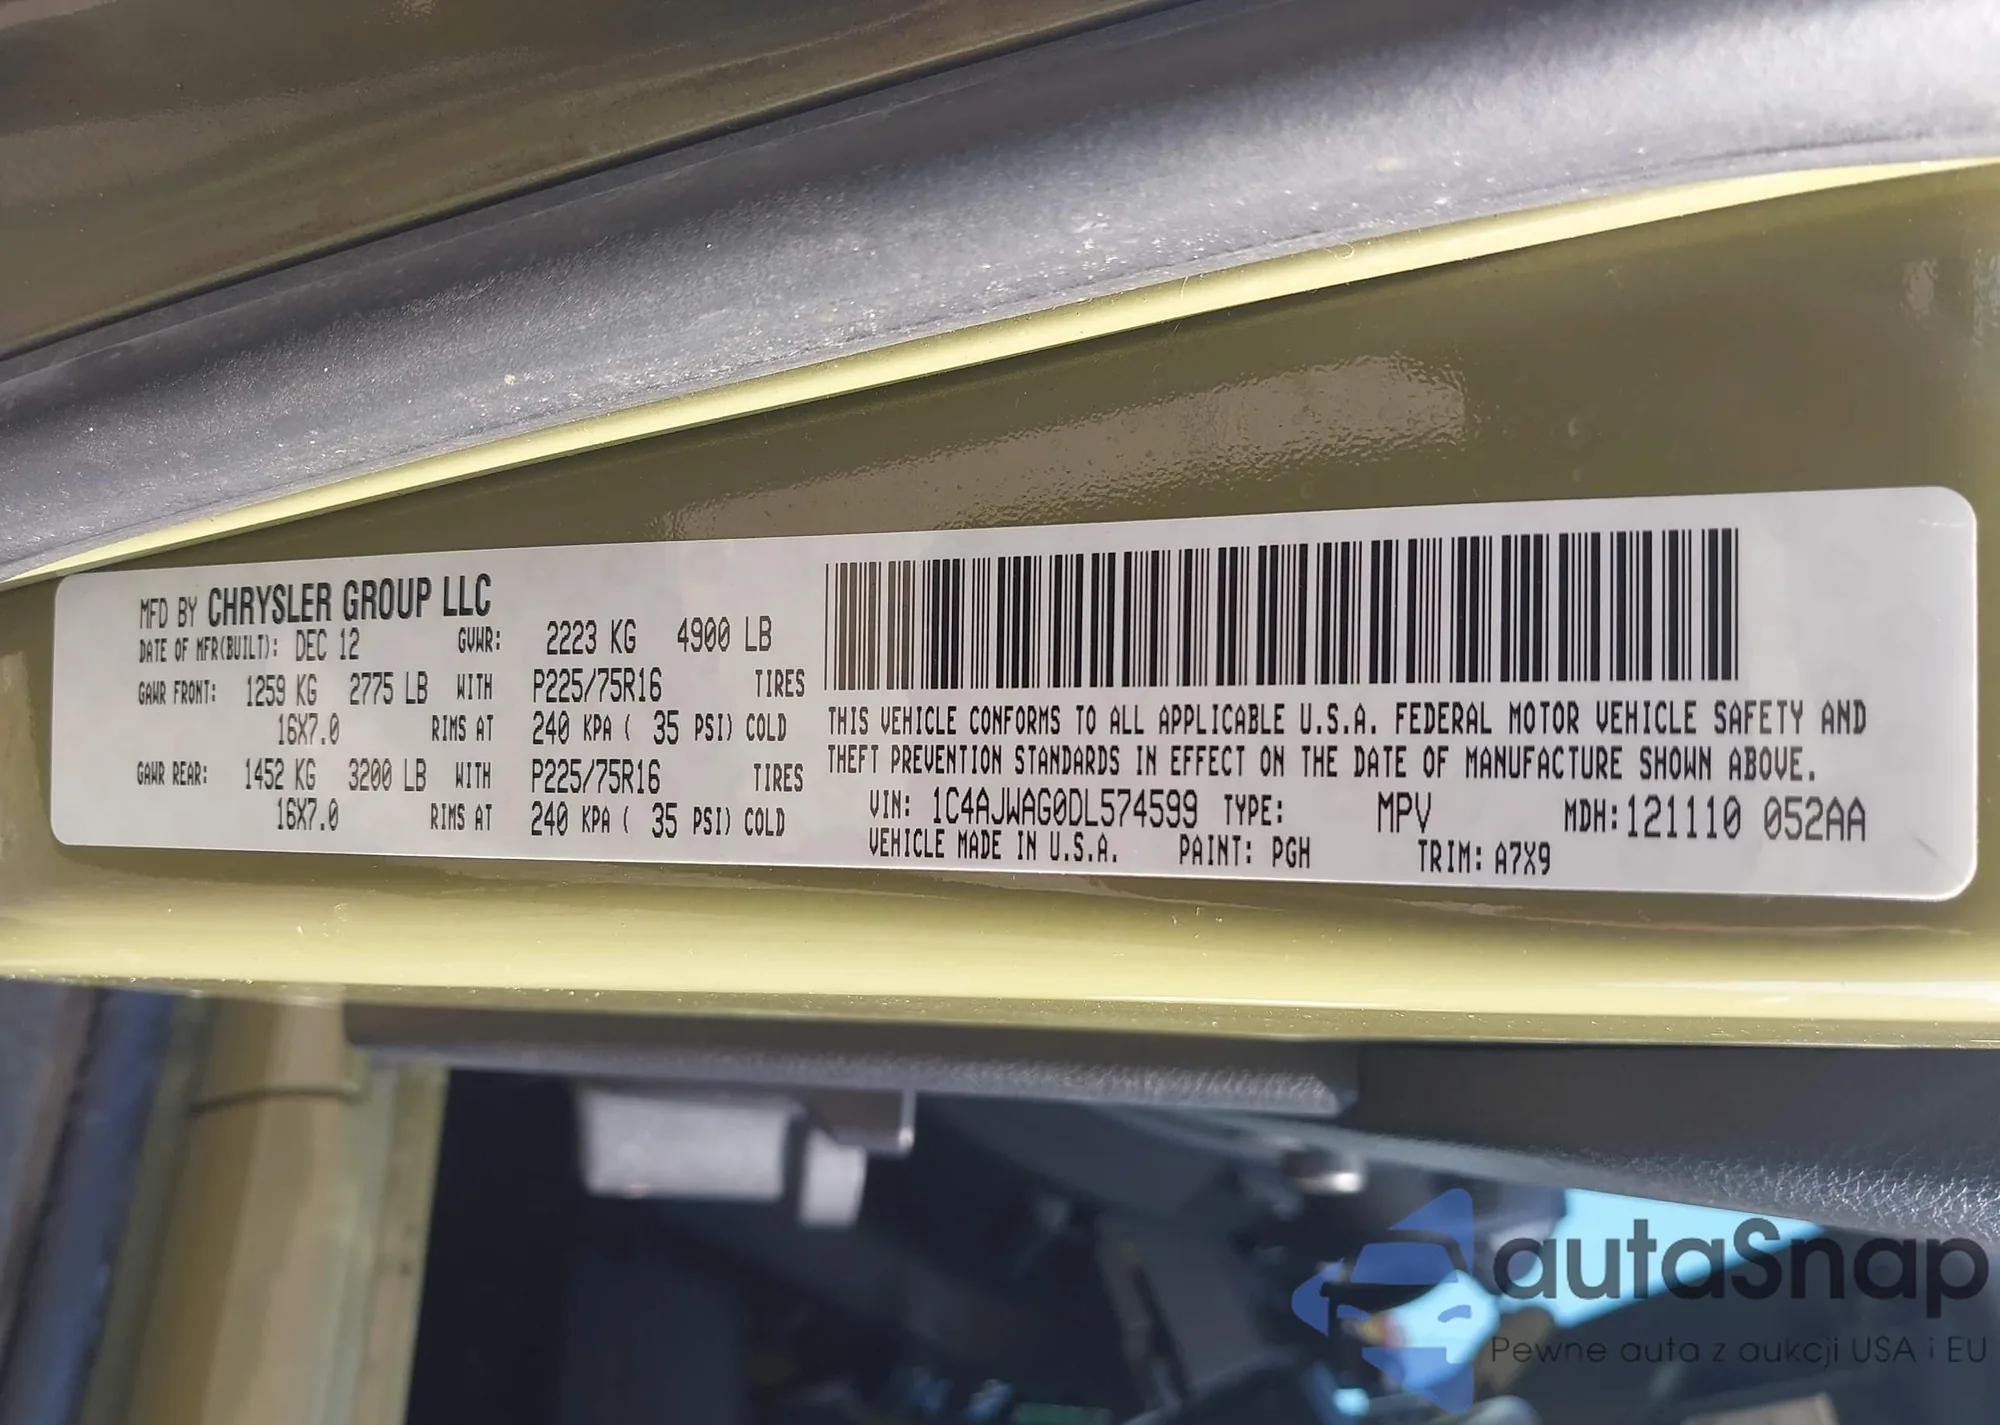 MFD BY CHRYSLER GROUP LLC
DATE OF MFR(BUILT): DEC 12 GVWR: 2223 KG 4900 LB
GAWR FRONT: 1259 KG 2775 LB WITH P225/75R16 TIRES
16X7.0 RIMS AT 240 KPA ( 35 PSI) COLD
GAWR REAR: 1452 KG 3200 LB WITH P225/75R16 TIRES
16X7.0 RIMS AT 240 KPA ( 35 PSI) COLD
THIS VEHICLE CONFORMS TO ALL APPLICABLE U.S.A. FEDERAL MOTOR VEHICLE SAFETY AND
THEFT PREVENTION STANDARDS IN EFFECT ON THE DATE OF MANUFACTURE SHOWN ABOVE.
VIN: 1C4AJWAG0DL574599 TYPE: MPV MDH:121110 052AA
VEHICLE MADE IN U.S.A. PAINT: PGH TRIM: A7X9
autaSnap
Pewne auta z aukcji USA i EU